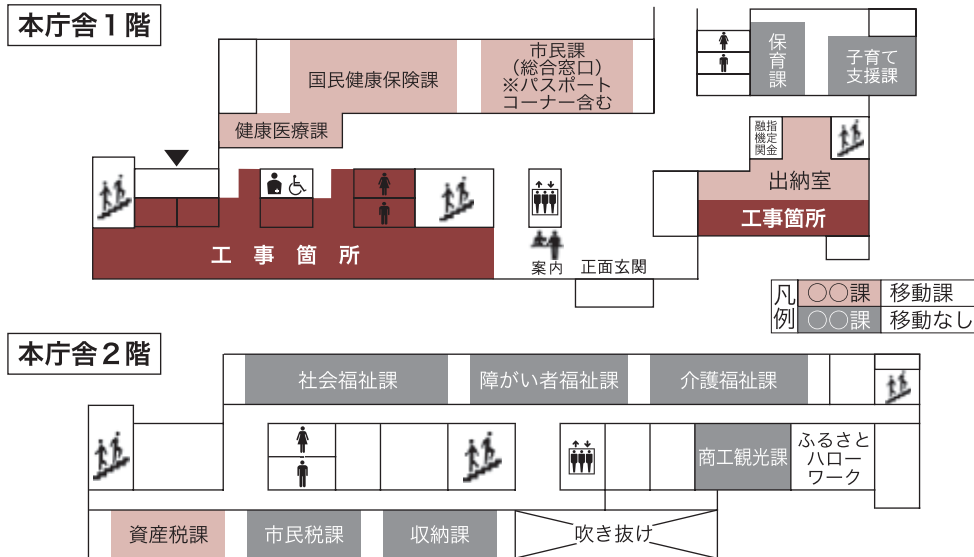 本庁舎1階
国民健康保険課
市民課
（総合窓口）
※パスポート
コーナー含む
保育課
子育て
支援課
健康医療課
指定金
融機関
出納室
工事箇所
工事箇所
案内
正面玄関
凡例
○○課 移動課
○○課 移動なし
本庁舎2階
社会福祉課
障がい者福祉課
介護福祉課
商工観光課
ふるさと
ハロー
ワーク
資産税課
市民税課
収納課
吹き抜け